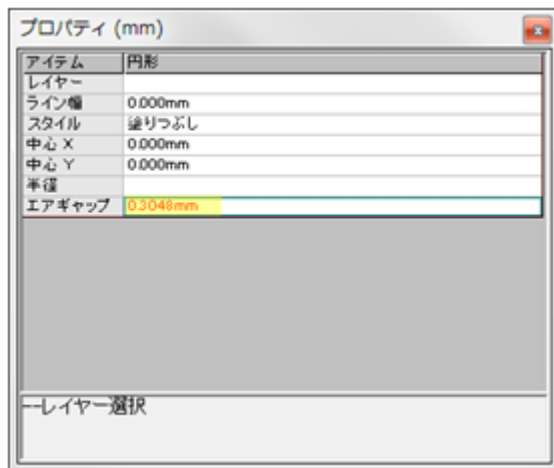 プロパティ (mm)
アイテム 円形
レイヤー
ライン幅 0.000mm
スタイル 塗りつぶし
中心 X 0.000mm
中心 Y 0.000mm
半径
エアギャップ 0.3048mm
--レイヤー選択